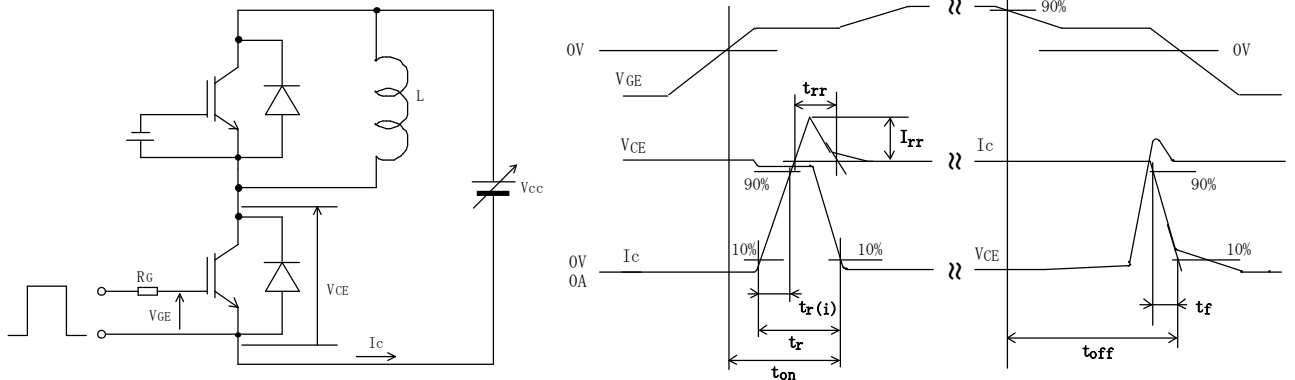 L
Vcc
RG
VGE
VCE
Ic
90%
0V
0V
VGE
trr
Irr
VCE
Ic
90%
90%
10%
10%
10%
Ic
VCE
0V
0A
tr(i)
tf
tr
toff
ton